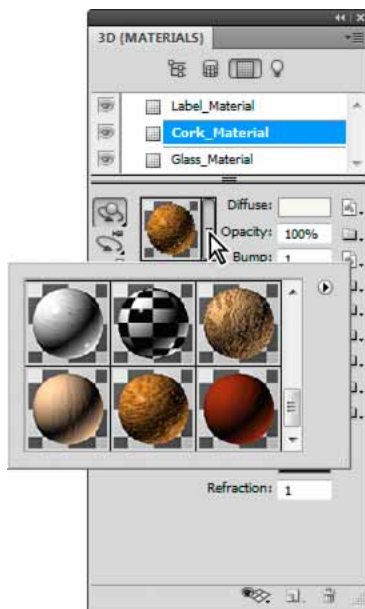 3D {MATERIALS}
Label_Material
Cork_Material
Glass_Material
Diffuse:
Opacity: 100%
Bump: 1
Refraction: 1